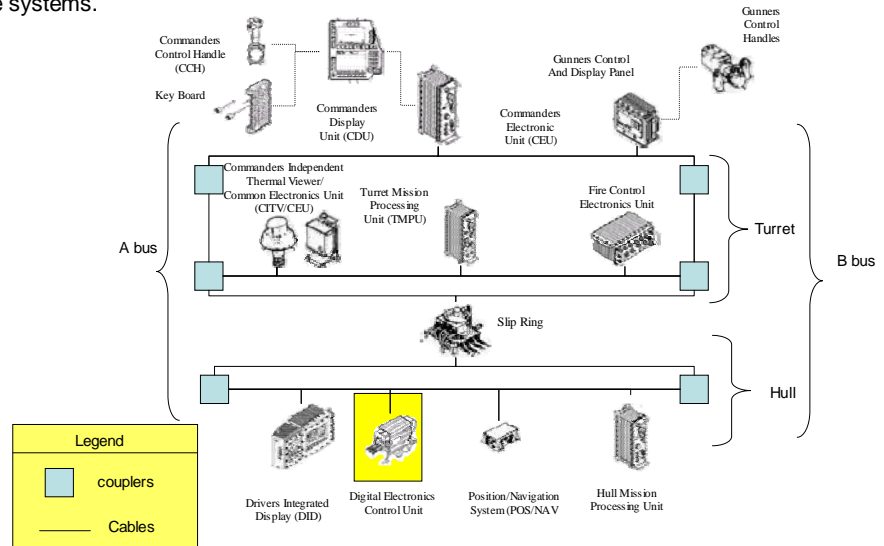 e systems.
Commanders
Control Handle
(CCH)
Key Board
Commanders
Display
Unit (CDU)
Gunners Control
And Display Panel
Commanders
Electronic
Unit (CEU)
Gunners
Control
Handles
Commanders Independent
Thermal Viewer/
Common Electronics Unit
(CITV/CEU)
Turret Mission
Processing
Unit (TMPU)
Fire Control
Electronics Unit
Turret
A bus
B bus
Slip Ring
Hull
Legend
couplers
Cables
Drivers Integrated
Display (DID)
Digital Electronics
Control Unit
Position/Navigation
System (POS/NAV
Hull Mission
Processing Unit